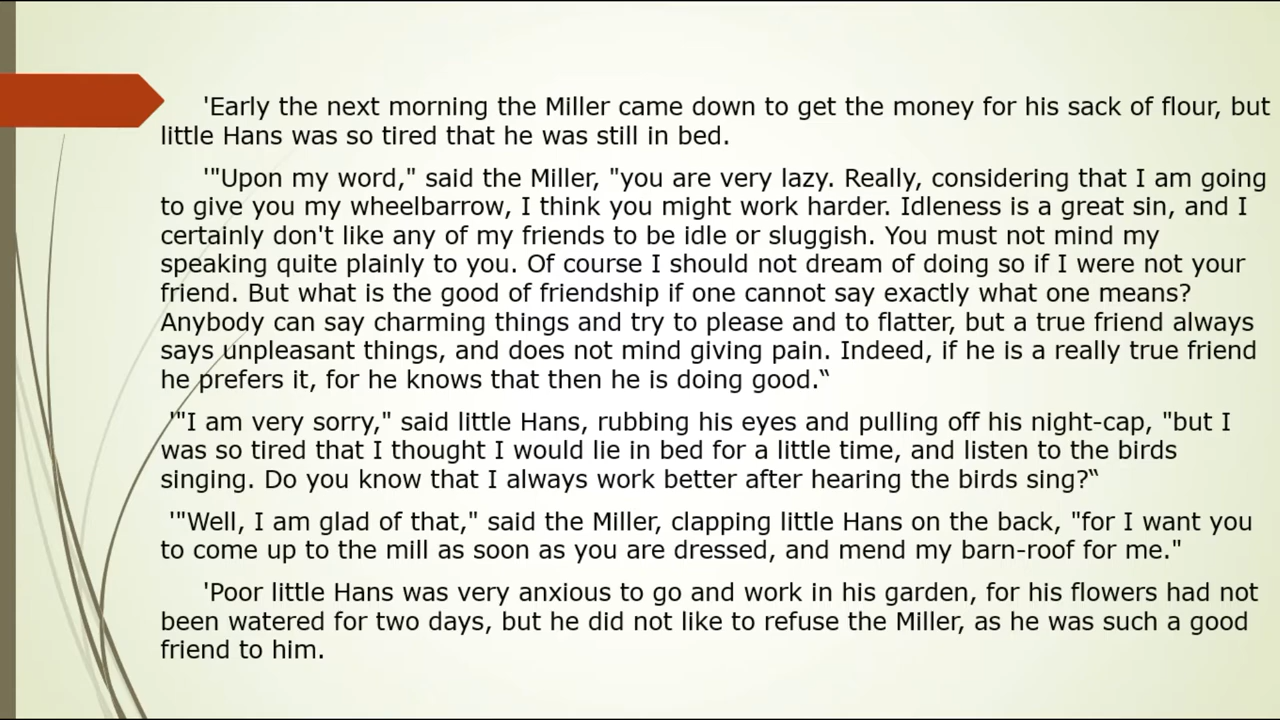 'Early the next morning the Miller came down to get the money for his sack of flour, but
little Hans was so tired that he was still in bed.
'"Upon my word," said the Miller, "you are very lazy. Really, considering that I am going
to give you my wheelbarrow, I think you might work harder. Idleness is a great sin, and I
certainly don't like any of my friends to be idle or sluggish. You must not mind my
speaking quite plainly to you. Of course I should not dream of doing so if I were not your
friend. But what is the good of friendship if one cannot say exactly what one means?
Anybody can say charming things and try to please and to flatter, but a true friend always
says unpleasant things, and does not mind giving pain. Indeed, if he is a really true friend
he prefers it, for he knows that then he is doing good.“
'"I am very sorry," said little Hans, rubbing his eyes and pulling off his night-cap, "but I
was so tired that I thought I would lie in bed for a little time, and listen to the birds
singing. Do you know that I always work better after hearing the birds sing?“
'"Well, I am glad of that," said the Miller, clapping little Hans on the back, "for I want you
to come up to the mill as soon as you are dressed, and mend my barn-roof for me."
'Poor little Hans was very anxious to go and work in his garden, for his flowers had not
been watered for two days, but he did not like to refuse the Miller, as he was such a good
friend to him.